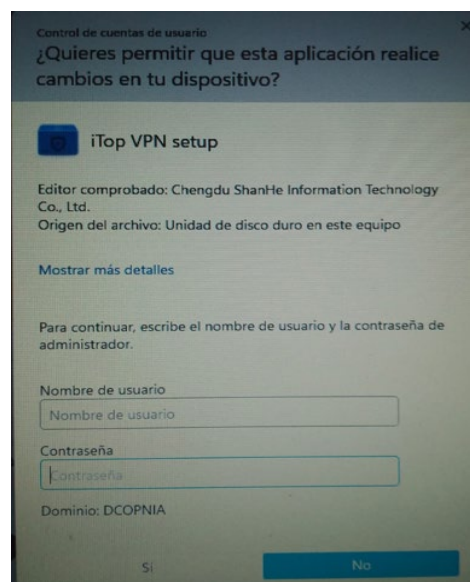 Control de cuentas de usuario
¿Quieres permitir que esta aplicación realice
cambios en tu dispositivo?
iTop VPN setup
Editor comprobado: Chengdu ShanHe Information Technology
Co., Ltd.
Origen del archivo: Unidad de disco duro en este equipo
Mostrar más detalles
Para continuar, escribe el nombre de usuario y la contraseña de
administrador.
Nombre de usuario
Nombre de usuario
Contraseña
Contraseña
Dominio: DCOPNIA
Sí
No